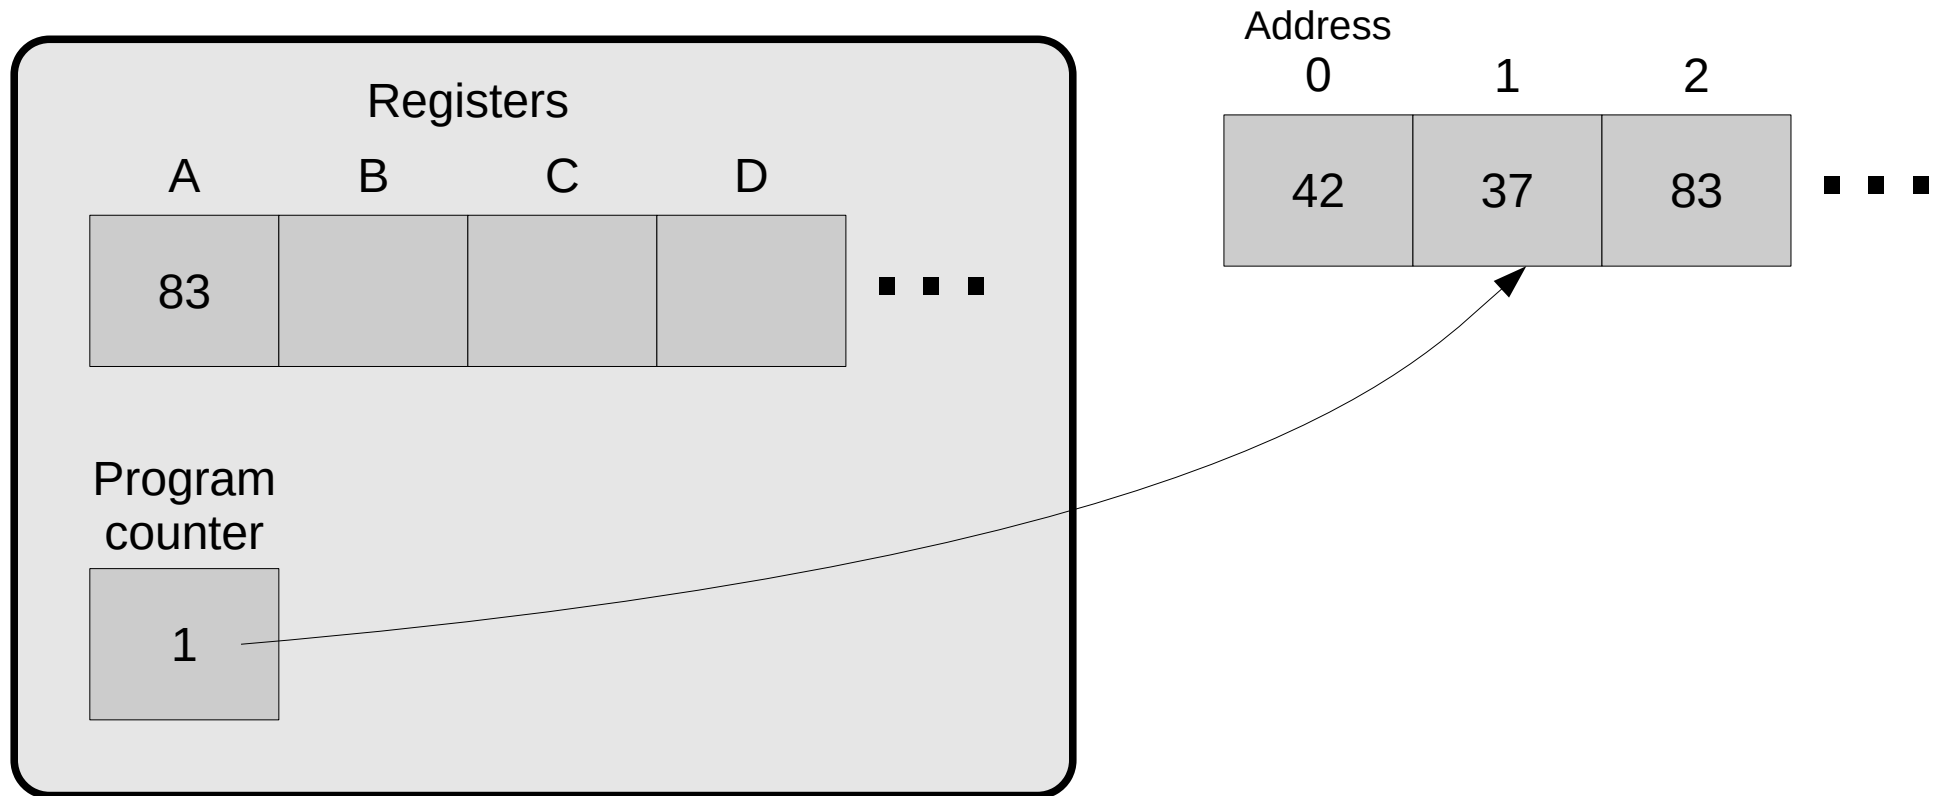 Registers
A B C D
83
Program
counter
1
Address
0 1 2
42 37 83